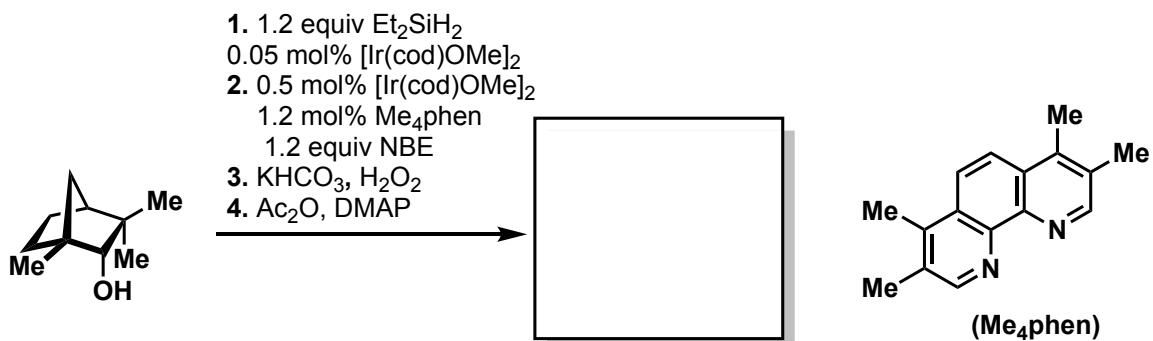 1. 1.2 equiv Et₂SiH₂
0.05 mol% [Ir(cod)OMe]₂
2. 0.5 mol% [Ir(cod)OMe]₂
1.2 mol% Me₄phen
1.2 equiv NBE
3. KHCO₃, H₂O₂
4. Ac₂O, DMAP
Me
Me
Me
OH
Me
Me
Me
N
N
Me
(Me₄phen)